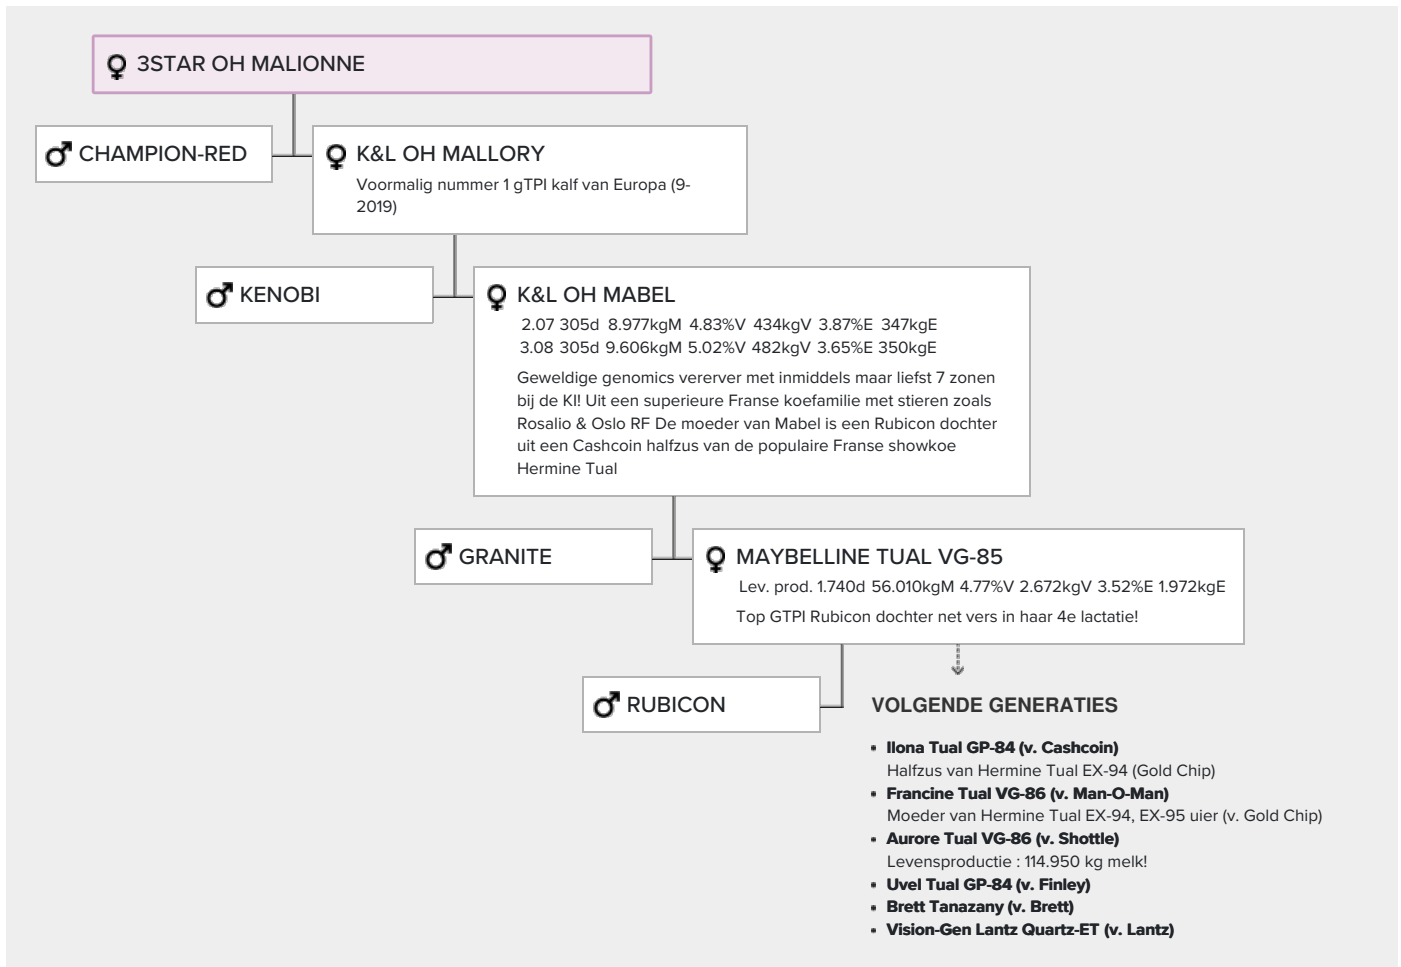 3STAR OH MALIONNE
CHAMPION-RED
K&L OH MALLORY
Voormalig nummer 1 gTPI kalf van Europa (9-
2019)
KENOBI
K&L OH MABEL
2.07 305d 8.977kgM 4.83%V 434kgV 3.87%E 347kgE
3.08 305d 9.606kgM 5.02%V 482kgV 3.65%E 350kgE
Geweldige genomics vererver met inmiddels maar liefst 7 zonen
bij de KI! Uit een superieure Franse koefamilie met stieren zoals
Rosalio & Oslo RF De moeder van Mabel is een Rubicon dochter
uit een Cashcoin halfzus van de populaire Franse showkoe
Hermine Tual
GRANITE
MAYBELLINE TUAL VG-85
Lev. prod. 1.740d 56.010kgM 4.77%V 2.672kgV 3.52%E 1.972kgE
Top GTPI Rubicon dochter net vers in haar 4e lactatie!
RUBICON
VOLGENDE GENERATIES
Ilona Tual GP-84 (v. Cashcoin)
Halfzus van Hermine Tual EX-94 (Gold Chip)
Francine Tual VG-86 (v. Man-O-Man)
Moeder van Hermine Tual EX-94, EX-95 uier (v. Gold Chip)
Aurore Tual VG-86 (v. Shottle)
Levensproductie : 114.950 kg melk!
Uvel Tual GP-84 (v. Finley)
Brett Tanazany (v. Brett)
Vision-Gen Lantz Quartz-ET (v. Lantz)